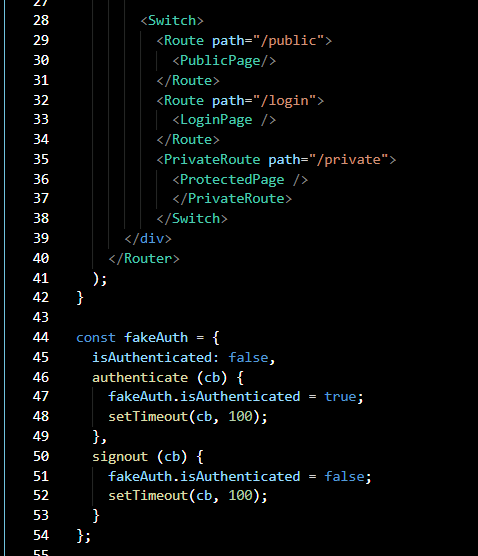 27
28 <Switch>
29 <Route path="/public">
30 <PublicPage/>
31 </Route>
32 <Route path="/login">
33 <LoginPage />
34 </Route>
35 <PrivateRoute path="/private">
36 <ProtectedPage />
37 </PrivateRoute>
38 </Switch>
39 </div>
40 </Router>
41 );
42 }
43
44 const fakeAuth = {
45 isAuthenticated: false,
46 authenticate (cb) {
47 fakeAuth.isAuthenticated = true;
48 setTimeout(cb, 100);
49 },
50 signout (cb) {
51 fakeAuth.isAuthenticated = false;
52 setTimeout(cb, 100);
53 }
54 };
55